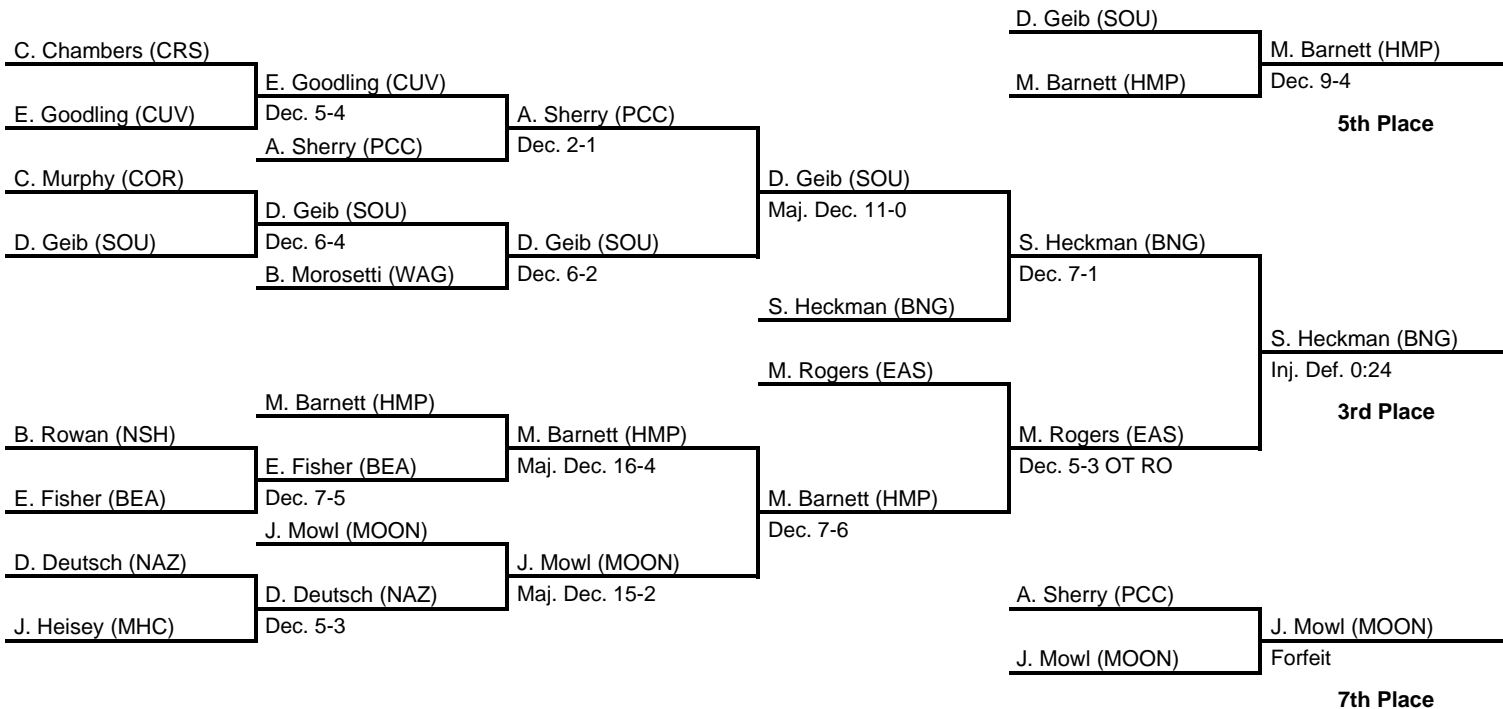 D. Geib (SOU)
C. Chambers (CRS)
M. Barnett (HMP)
E. Goodling (CUV)
M. Barnett (HMP)
Dec. 9-4
E. Goodling (CUV)
Dec. 5-4
A. Sherry (PCC)
5th Place
A. Sherry (PCC)
Dec. 2-1
C. Murphy (COR)
D. Geib (SOU)
D. Geib (SOU)
Maj. Dec. 11-0
D. Geib (SOU)
Dec. 6-4
D. Geib (SOU)
S. Heckman (BNG)
B. Morosetti (WAG)
Dec. 6-2
Dec. 7-1
S. Heckman (BNG)
S. Heckman (BNG)
M. Rogers (EAS)
Inj. Def. 0:24
M. Barnett (HMP)
3rd Place
B. Rowan (NSH)
M. Barnett (HMP)
M. Rogers (EAS)
E. Fisher (BEA)
Maj. Dec. 16-4
Dec. 5-3 OT RO
E. Fisher (BEA)
Dec. 7-5
M. Barnett (HMP)
J. Mowl (MOON)
Dec. 7-6
D. Deutsch (NAZ)
J. Mowl (MOON)
D. Deutsch (NAZ)
Maj. Dec. 15-2
A. Sherry (PCC)
J. Heisey (MHC)
Dec. 5-3
J. Mowl (MOON)
J. Mowl (MOON)
Forfeit
7th Place